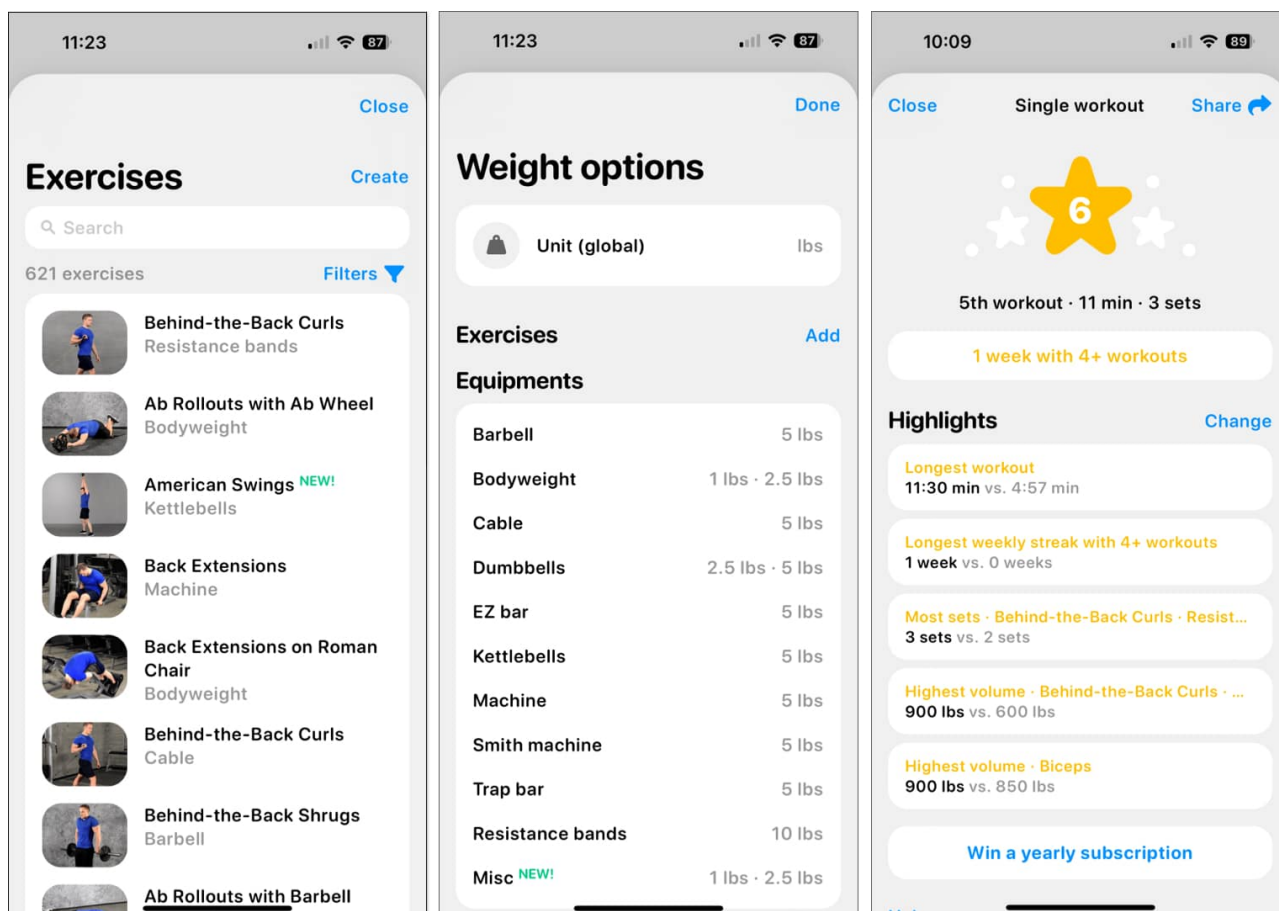 11:23
87
Close
Exercises
Create
Search
621 exercises
Filters
Behind-the-Back Curls
Resistance bands
Ab Rollouts with Ab Wheel
Bodyweight
American Swings NEW!
Kettlebells
Back Extensions
Machine
Back Extensions on Roman
Chair
Bodyweight
Behind-the-Back Curls
Cable
Behind-the-Back Shrugs
Barbell
Ab Rollouts with Barbell
11:23
87
Done
Weight options
Unit (global) lbs
Exercises Add
Equipments
Barbell 5 lbs
Bodyweight 1 lbs · 2.5 lbs
Cable 5 lbs
Dumbbells 2.5 lbs · 5 lbs
EZ bar 5 lbs
Kettlebells 5 lbs
Machine 5 lbs
Smith machine 5 lbs
Trap bar 5 lbs
Resistance bands 10 lbs
Misc NEW! 1 lbs · 2.5 lbs
10:09
89
Close Single workout Share
6
5th workout · 11 min · 3 sets
1 week with 4+ workouts
Highlights Change
Longest workout
11:30 min vs. 4:57 min
Longest weekly streak with 4+ workouts
1 week vs. 0 weeks
Most sets · Behind-the-Back Curls · Resist...
3 sets vs. 2 sets
Highest volume · Behind-the-Back Curls · ...
900 lbs vs. 600 lbs
Highest volume · Biceps
900 lbs vs. 850 lbs
Win a yearly subscription